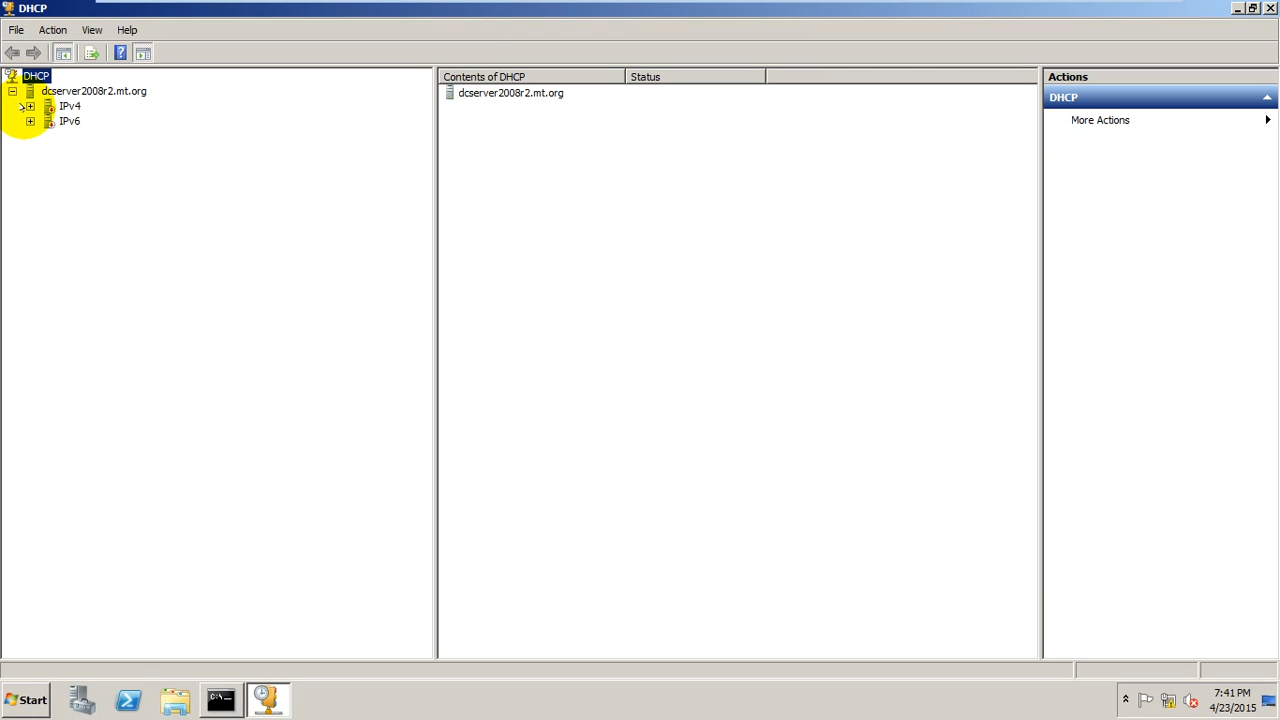 DHCP
File Action View Help
DHCP
dcserver2008r2.mt.org
IPv4
IPv6
Contents of DHCP Status
dcserver2008r2.mt.org
Actions
DHCP
More Actions
Start
7:41 PM
4/23/2015